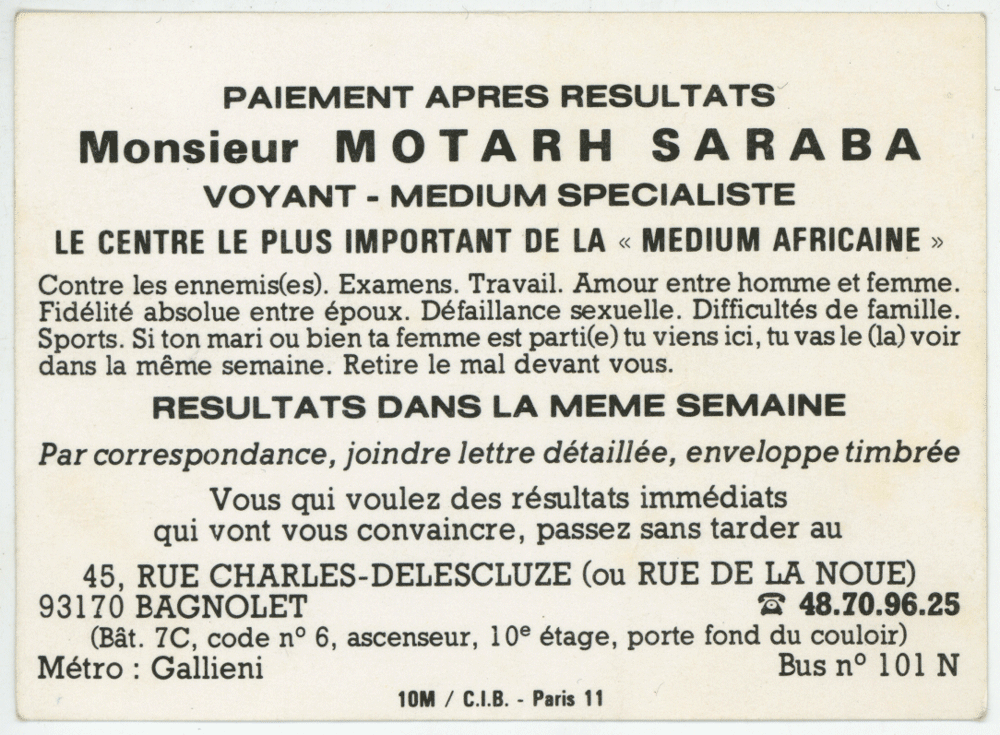 PAIEMENT APRES RESULTATS
Monsieur MOTARH SARABA
VOYANT - MEDIUM SPECIALISTE
LE CENTRE LE PLUS IMPORTANT DE LA « MEDIUM AFRICAINE »
Contre les ennemis(es). Examens. Travail. Amour entre homme et femme.
Fidélité absolue entre époux. Défaillance sexuelle. Difficultés de famille.
Sports. Si ton mari ou bien ta femme est parti(e) tu viens ici, tu vas le (la) voir
dans la même semaine. Retire le mal devant vous.
RESULTATS DANS LA MEME SEMAINE
Par correspondance, joindre lettre détaillée, enveloppe timbrée
Vous qui voulez des résultats immédiats
qui vont vous convaincre, passez sans tarder au
45, RUE CHARLES-DELESCLUZE (ou RUE DE LA NOUE)
93170 BAGNOLET ☎ 48.70.96.25
(Bât. 7C, code nº 6, ascenseur, 10e étage, porte fond du couloir)
Métro : Gallieni Bus nº 101 N
10M / C.I.B. - Paris 11